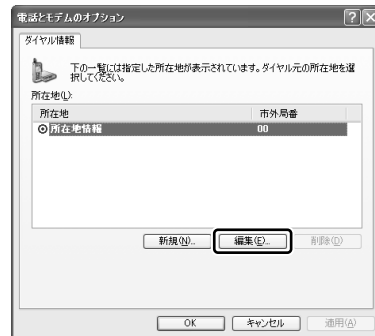 電話とモデムのオプション
ダイヤル情報
下の一覧には指定した所在地が表示されています。ダイヤル元の所在地を選
択してください。
所在地(L):
所在地 市外局番
所在地情報 00
新規(N)... 編集(E)... 削除(D)
OK キャンセル 適用(A)